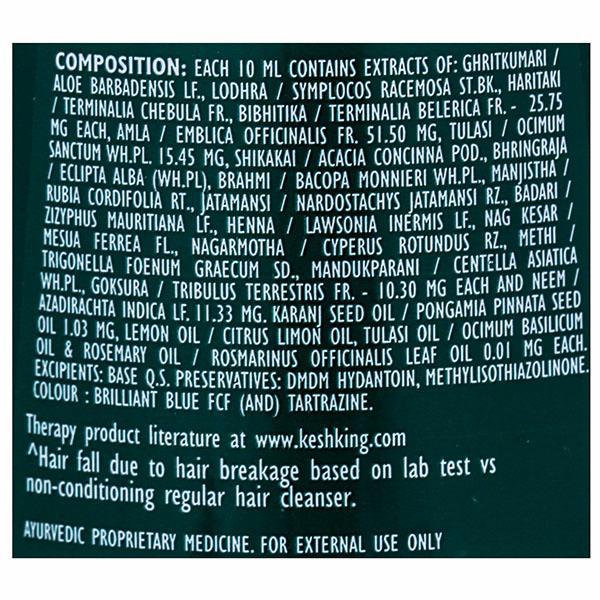 COMPOSITION: EACH 10 ML CONTAINS EXTRACTS OF: GHRITKUMARI /
ALOE BARBADENSIS LF., LODHRA / SYMPLOCOS RACEMOSA ST.BK., HARITAKI
/ TERMINALIA CHEBULA FR., BIBHITIKA / TERMINALIA BELERICA FR. - 25.75
MG EACH, AMLA / EMBLICA OFFICINALIS FR. 51.50 MG, TULASI / OCIMUM
SANCTUM WH.PL. 15.45 MG, SHIKAKAI / ACACIA CONCINNA POD., BHRINGRAJA
/ ECLIPTA ALBA (WH.PL), BRAHMI / BACOPA MONNIERI WH.PL., MANJISTHA /
RUBIA CORDIFOLIA RT., JATAMANSI / NARDOSTACHYS JATAMANSI RZ., BADARI /
ZIZYPHUS MAURITIANA LF., HENNA / LAWSONIA INERMIS LF., NAG KESAR /
MESUA FERREA FL., NAGARMOTHA / CYPERUS ROTUNDUS RZ., METHI /
TRIGONELLA FOENUM GRAECUM SD., MANDUKPARANI / CENTELLA ASIATICA
WH.PL., GOKSURA / TRIBULUS TERRESTRIS FR. - 10.30 MG EACH AND NEEM /
AZADIRACHTA INDICA LF. 11.33 MG. KARANJ SEED OIL / PONGAMIA PINNATA SEED
OIL 1.03 MG, LEMON OIL / CITRUS LIMON OIL, TULASI OIL / OCIMUM BASILICUM
OIL & ROSEMARY OIL / ROSMARINUS OFFICINALIS LEAF OIL 0.01 MG EACH.
EXCIPIENTS: BASE Q.S. PRESERVATIVES: DMDM HYDANTOIN, METHYLISOTHIAZOLINONE.
COLOUR : BRILLIANT BLUE FCF (AND) TARTRAZINE.
Therapy product literature at www.keshking.com
^Hair fall due to hair breakage based on lab test vs
non-conditioning regular hair cleanser.
AYURVEDIC PROPRIETARY MEDICINE. FOR EXTERNAL USE ONLY